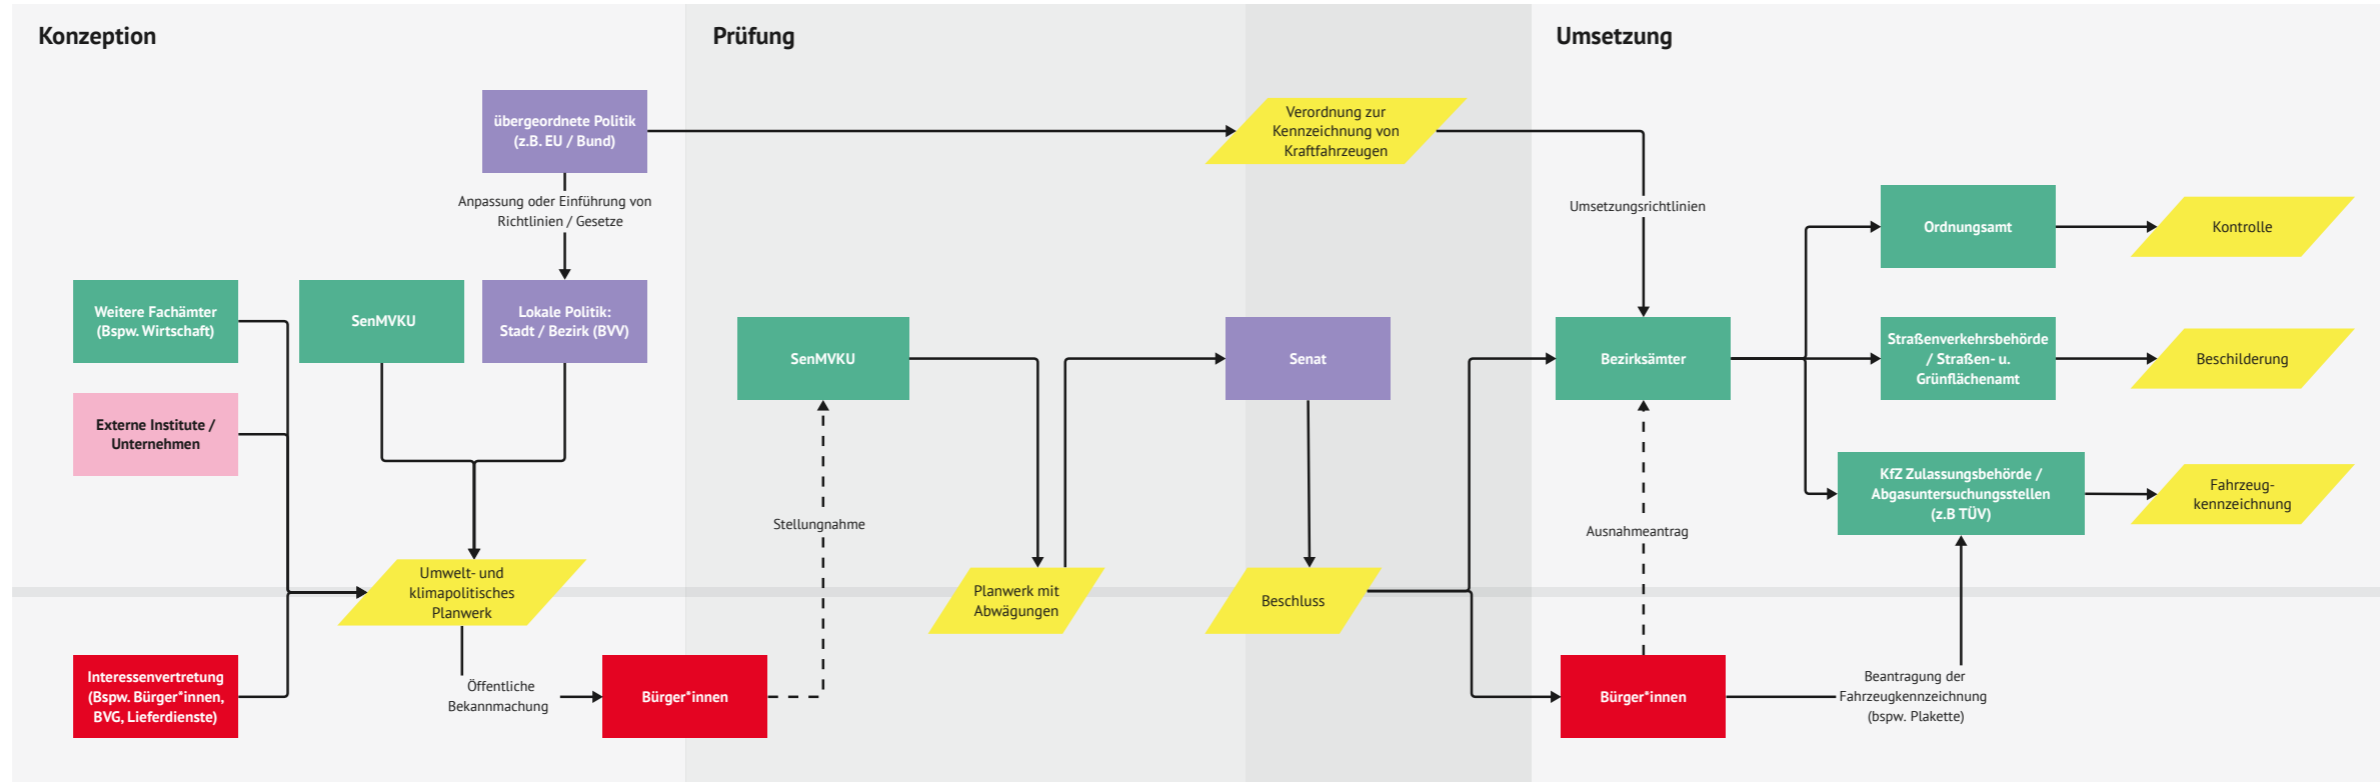 Konzeption
Prüfung
Umsetzung
übergeordnete Politik
(z.B. EU / Bund)
Verordnung zur
Kennzeichnung von
Kraftfahrzeugen
Anpassung oder Einführung von
Richtlinien / Gesetze
Umsetzungsrichtlinien
Ordnungsamt
Kontrolle
Weitere Fachämter
(Bspw. Wirtschaft)
SenMVKU
Lokale Politik:
Stadt / Bezirk (BVV)
SenMVKU
Senat
Bezirksämter
Straßenverkehrsbehörde
/ Straßen- u.
Grünflächenamt
Beschilderung
Externe Institute /
Unternehmen
KfZ Zulassungsbehörde /
Abgasuntersuchungsstellen
(z.B TÜV)
Fahrzeug-
kennzeichnung
Stellungnahme
Ausnahmeantrag
Umwelt- und
klimapolitisches
Planwerk
Planwerk mit
Abwägungen
Beschluss
Interessenvertretung
(Bspw. Bürger*innen,
BVG, Lieferdienste)
Öffentliche
Bekannmachung
Bürger*innen
Bürger*innen
Beantragung der
Fahrzeugkennzeichnung
(bspw. Plakette)